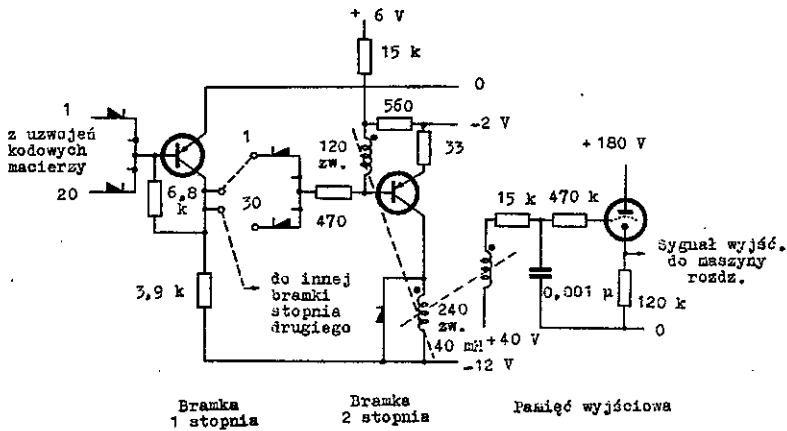 + 6 V
15 k
0
560
-2 V
1
z uzwojeń
kodowych
macierzy
20
6,8
k
1
30
120
zw.
33
470
+ 180 V
15 k
470 k
Sygnał wyjść.
do maszyny
rozdz.
3,9 k
do innej
bramki
stopnia
drugiego
240
zw.
40 mH
+40 V
0,001 µ
120 k
0
-12 V
Bramka
1 stopnia
Bramka
2 stopnia
Pamięć wyjściowa